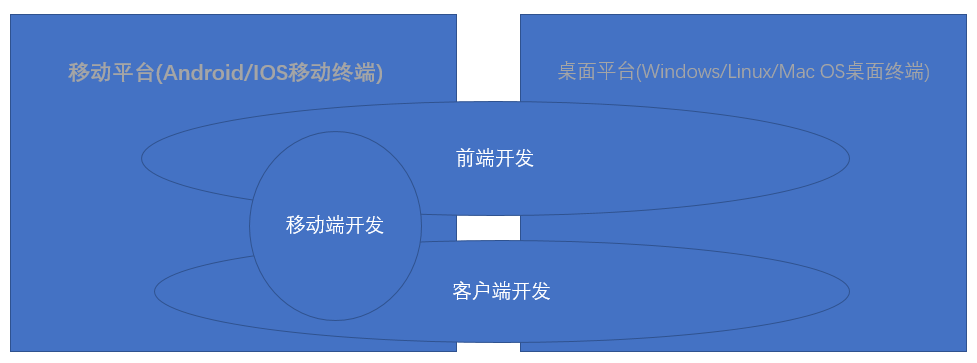 移动平台(Android/IOS移动终端)
桌面平台(Windows/Linux/Mac OS桌面终端)
前端开发
移动端开发
客户端开发